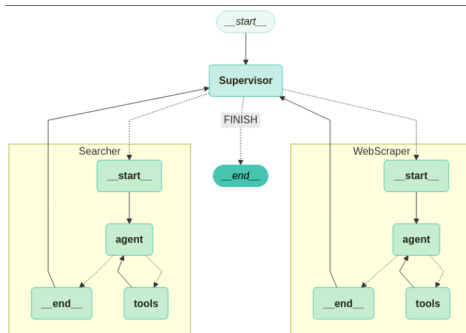 __start__
Supervisor
FINISH
__end__
Searcher
__start__
agent
__end__
tools
WebScraper
__start__
agent
__end__
tools